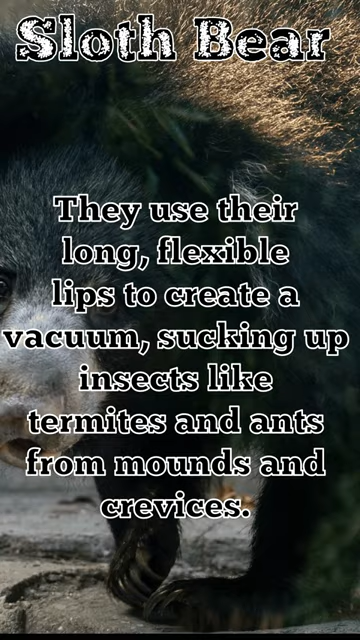 Sloth Bear
They use their
long, flexible
lips to create a
vacuum, sucking up
insects like
termites and ants
from mounds and
crevices.